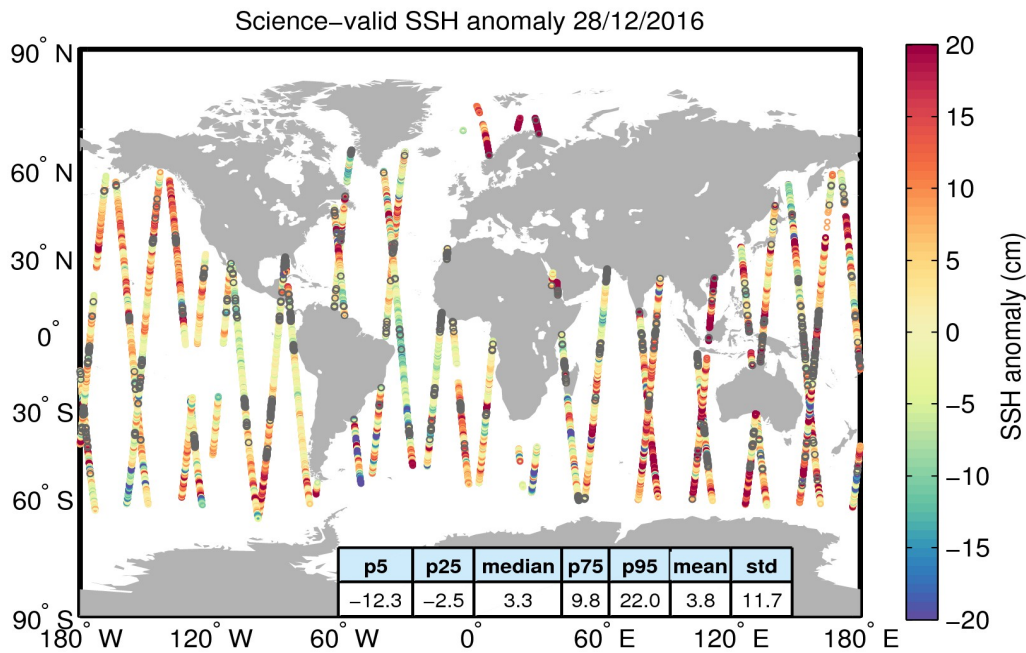 Science−valid SSH anomaly 28/12/2016
90° N
60° N
30° N
0°
30° S
60° S
90° S
180° W
120° W
60° W
0°
60° E
120° E
180° E
p5 p25 median p75 p95 mean std
−12.3 −2.5 3.3 9.8 22.0 3.8 11.7
20
15
10
5
0
−5
−10
−15
−20
SSH anomaly (cm)